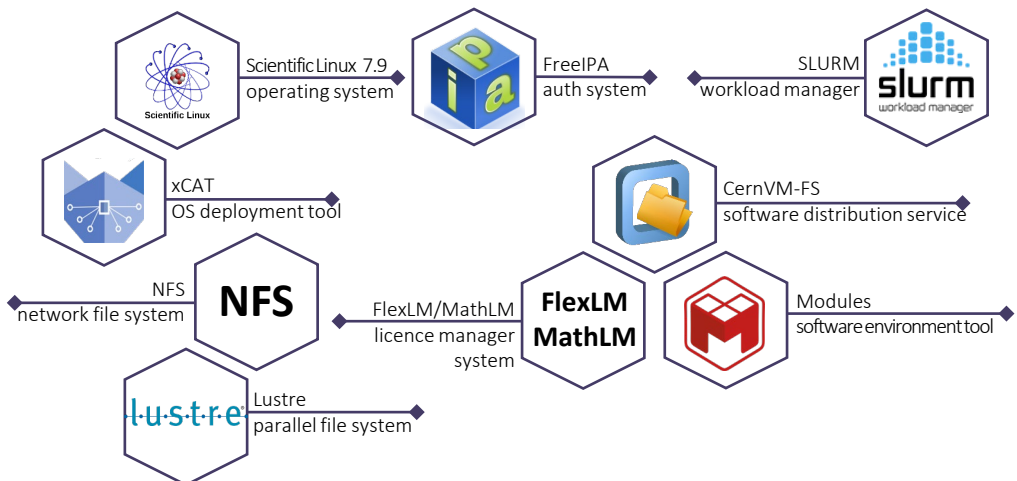 Scientific Linux
Scientific Linux 7.9
operating system
p
i
a
FreeIPA
auth system
SLURM
workload manager
slurm
workload manager
xCAT
OS deployment tool
CernVM-FS
software distribution service
NFS
network file system
NFS
FlexLM/MathLM
licence manager
system
FlexLM
MathLM
Modules
software environment tool
lustre
Lustre
parallel file system